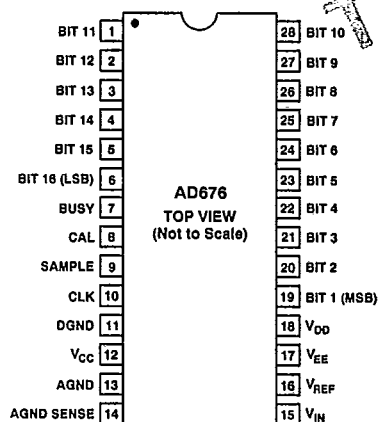 BIT 11 1
BIT 12 2
BIT 13 3
BIT 14 4
BIT 15 5
BIT 16 (LSB) 6
BUSY 7
CAL 8
SAMPLE 9
CLK 10
DGND 11
VCC 12
AGND 13
AGND SENSE 14
AD676
TOP VIEW
(Not to Scale)
28 BIT 10
27 BIT 9
26 BIT 8
25 BIT 7
24 BIT 6
23 BIT 5
22 BIT 4
21 BIT 3
20 BIT 2
19 BIT 1 (MSB)
18 VDD
17 VEE
16 VREF
15 VIN